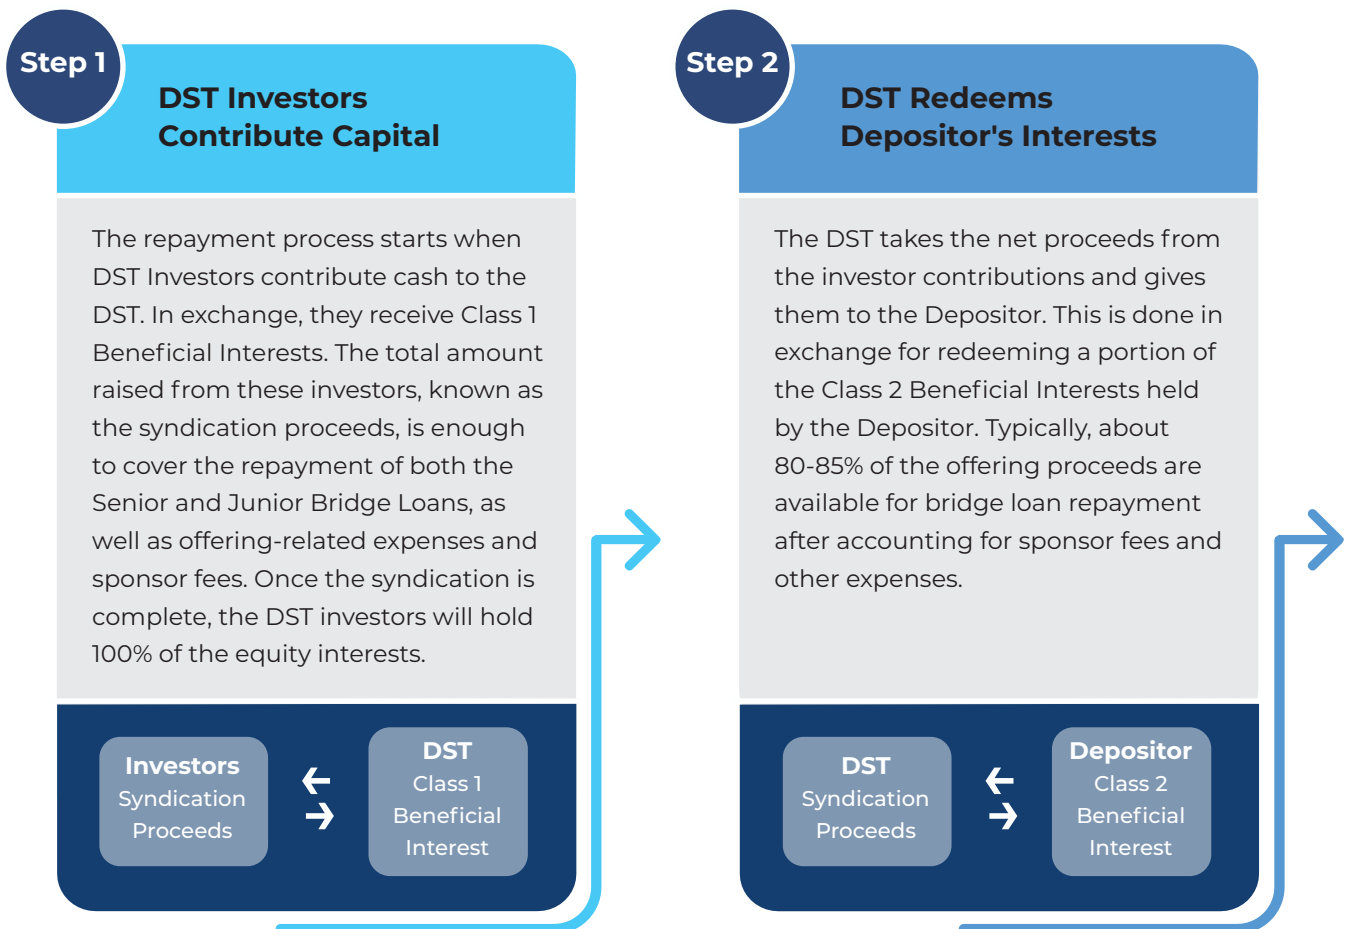 Step 1
DST Investors
Contribute Capital
The repayment process starts when
DST Investors contribute cash to the
DST. In exchange, they receive Class 1
Beneficial Interests. The total amount
raised from these investors, known as
the syndication proceeds, is enough
to cover the repayment of both the
Senior and Junior Bridge Loans, as
well as offering-related expenses and
sponsor fees. Once the syndication is
complete, the DST investors will hold
100% of the equity interests.
Investors
Syndication
Proceeds
DST
Class 1
Beneficial
Interest
Step 2
DST Redeems
Depositor's Interests
The DST takes the net proceeds from
the investor contributions and gives
them to the Depositor. This is done in
exchange for redeeming a portion of
the Class 2 Beneficial Interests held
by the Depositor. Typically, about
80-85% of the offering proceeds are
available for bridge loan repayment
after accounting for sponsor fees and
other expenses.
DST
Syndication
Proceeds
Depositor
Class 2
Beneficial
Interest